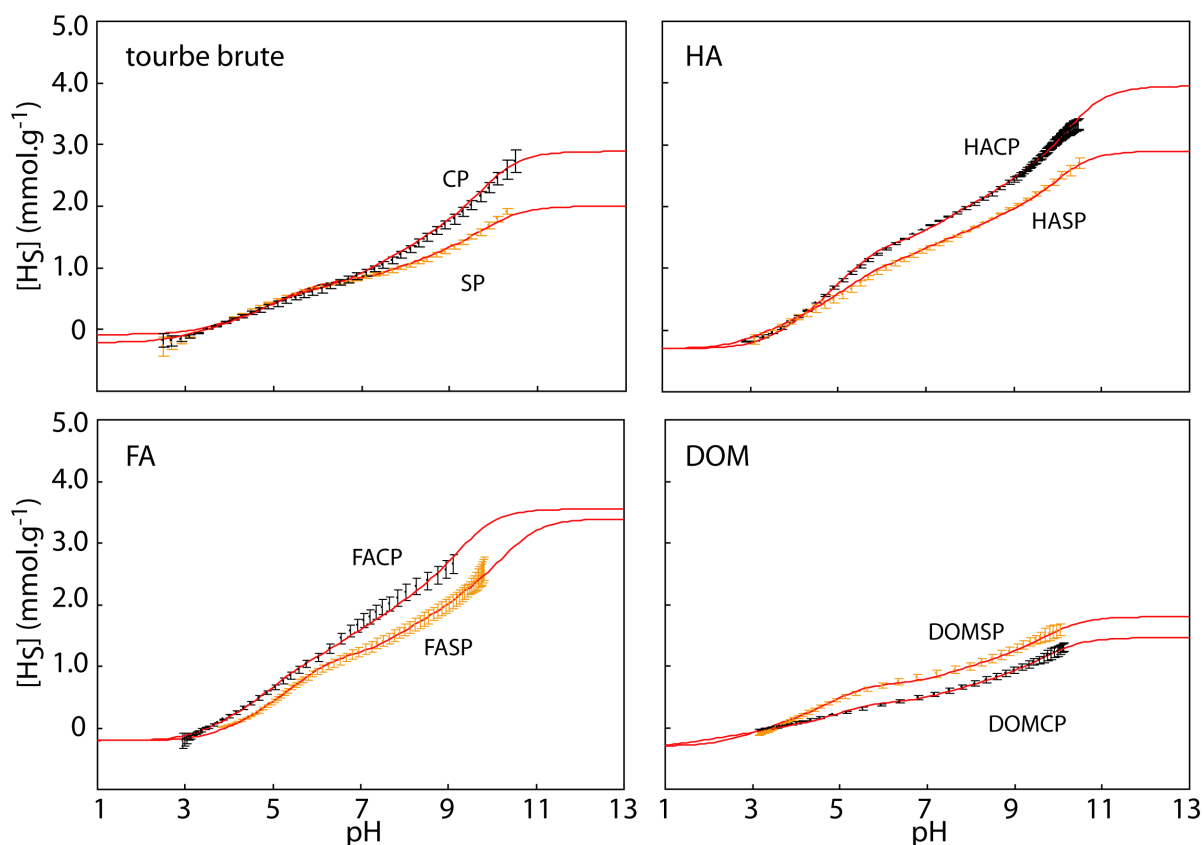 tourbe brute
HA
5.0
4.0
3.0
2.0
1.0
0
[HS] (mmol.g-1)
CP
SP
HACP
HASP
FA
DOM
5.0
4.0
3.0
2.0
1.0
0
[HS] (mmol.g-1)
FACP
FASP
DOMSP
DOMCP
1 3 5 7 9 11 13
pH
1 3 5 7 9 11 13
pH